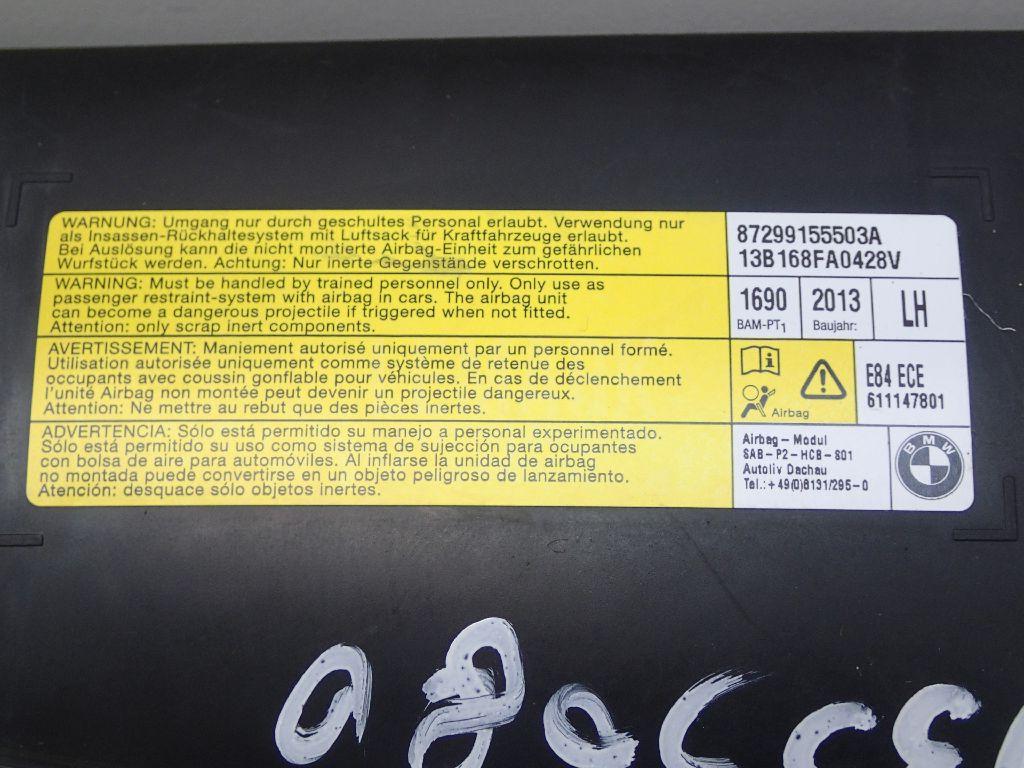 WARNUNG: Umgang nur durch geschultes Personal erlaubt. Verwendung nur
als Insassen-Rückhaltesystem mit Luftsack für Kraftfahrzeuge erlaubt.
Bei Auslösung kann die nicht montierte Airbag-Einheit zum gefährlichen
Wurfstück werden. Achtung: Nur inerte Gegenstände verschrotten.
WARNING: Must be handled by trained personnel only. Only use as
passenger restraint-system with airbag in cars. The airbag unit
can become a dangerous projectile if triggered when not fitted.
Attention: only scrap inert components.
AVERTISSEMENT: Maniement autorisé uniquement par un personnel formé.
Utilisation autorisée uniquement comme système de retenue des
occupants avec coussin gonflable pour véhicules. En cas de déclenchement
l'unité Airbag non montée peut devenir un projectile dangereux.
Attention: Ne mettre au rebut que des pièces inertes.
ADVERTENCIA: Sólo está permitido su manejo a personal experimentado.
Sólo está permitido su uso como sistema de sujección para ocupantes
con bolsa de aire para automóviles. Al inflarse la unidad de airbag
no montada puede convertirse en un objeto peligroso de lanzamiento.
Atención: desquace sólo objetos inertes.
87299155503A
13B168FA0428V
1690
BAM-PT1
2013
Baujahr:
LH
Airbag
E84 ECE
611147801
Airbag-Modul
SAB-P2-HCB-S01
Autoliv Dachau
Tel.:+49(0)8131/295-0
BMW